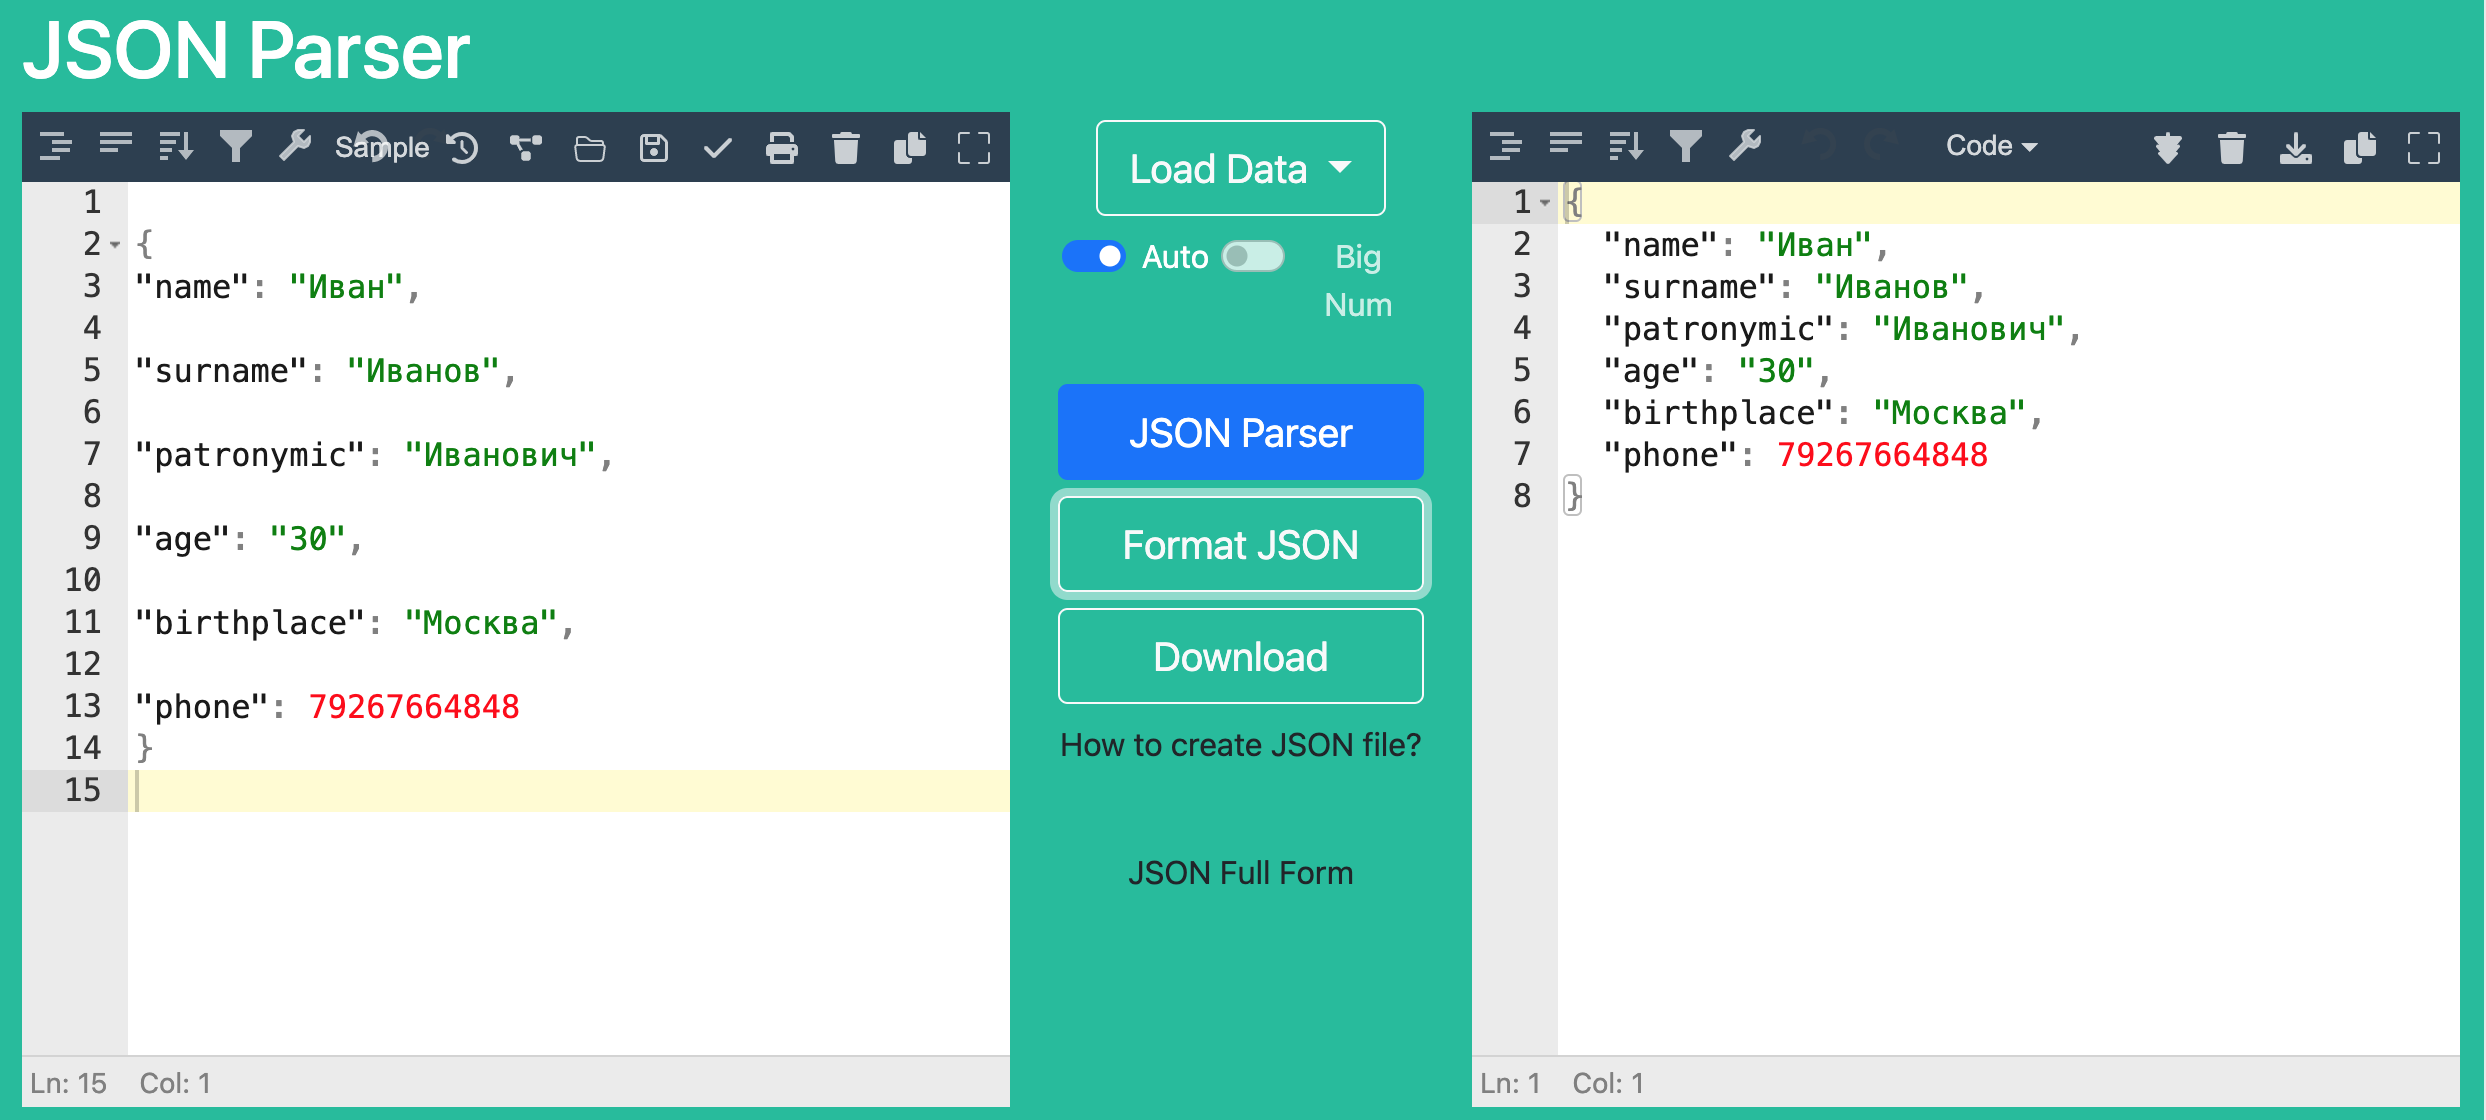 JSON Parser
Sample
1
2 {
3 "name": "Иван",
4
5 "surname": "Иванов",
6
7 "patronymic": "Иванович",
8
9 "age": "30",
10
11 "birthplace": "Москва",
12
13 "phone": 79267664848
14 }
15
Ln: 15 Col: 1
Load Data
Auto
Big
Num
JSON Parser
Format JSON
Download
How to create JSON file?
JSON Full Form
Code
1 {
2 "name": "Иван",
3 "surname": "Иванов",
4 "patronymic": "Иванович",
5 "age": "30",
6 "birthplace": "Москва",
7 "phone": 79267664848
8 }
Ln: 1 Col: 1